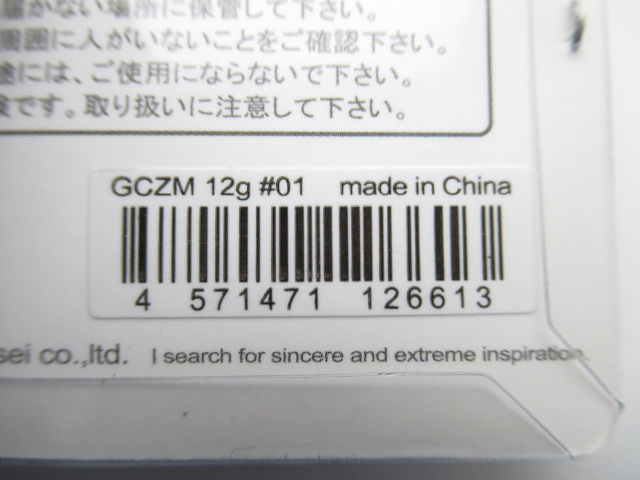 届かない場所に保管して下さい。
周囲に人がいないことをご確認下さい。
には、ご使用にならないで下さい。
です。取り扱いに注意して下さい。
GCZM 12g #01 made in China
4 571471 126613
sei co.,ltd. I search for sincere and extreme inspiration.